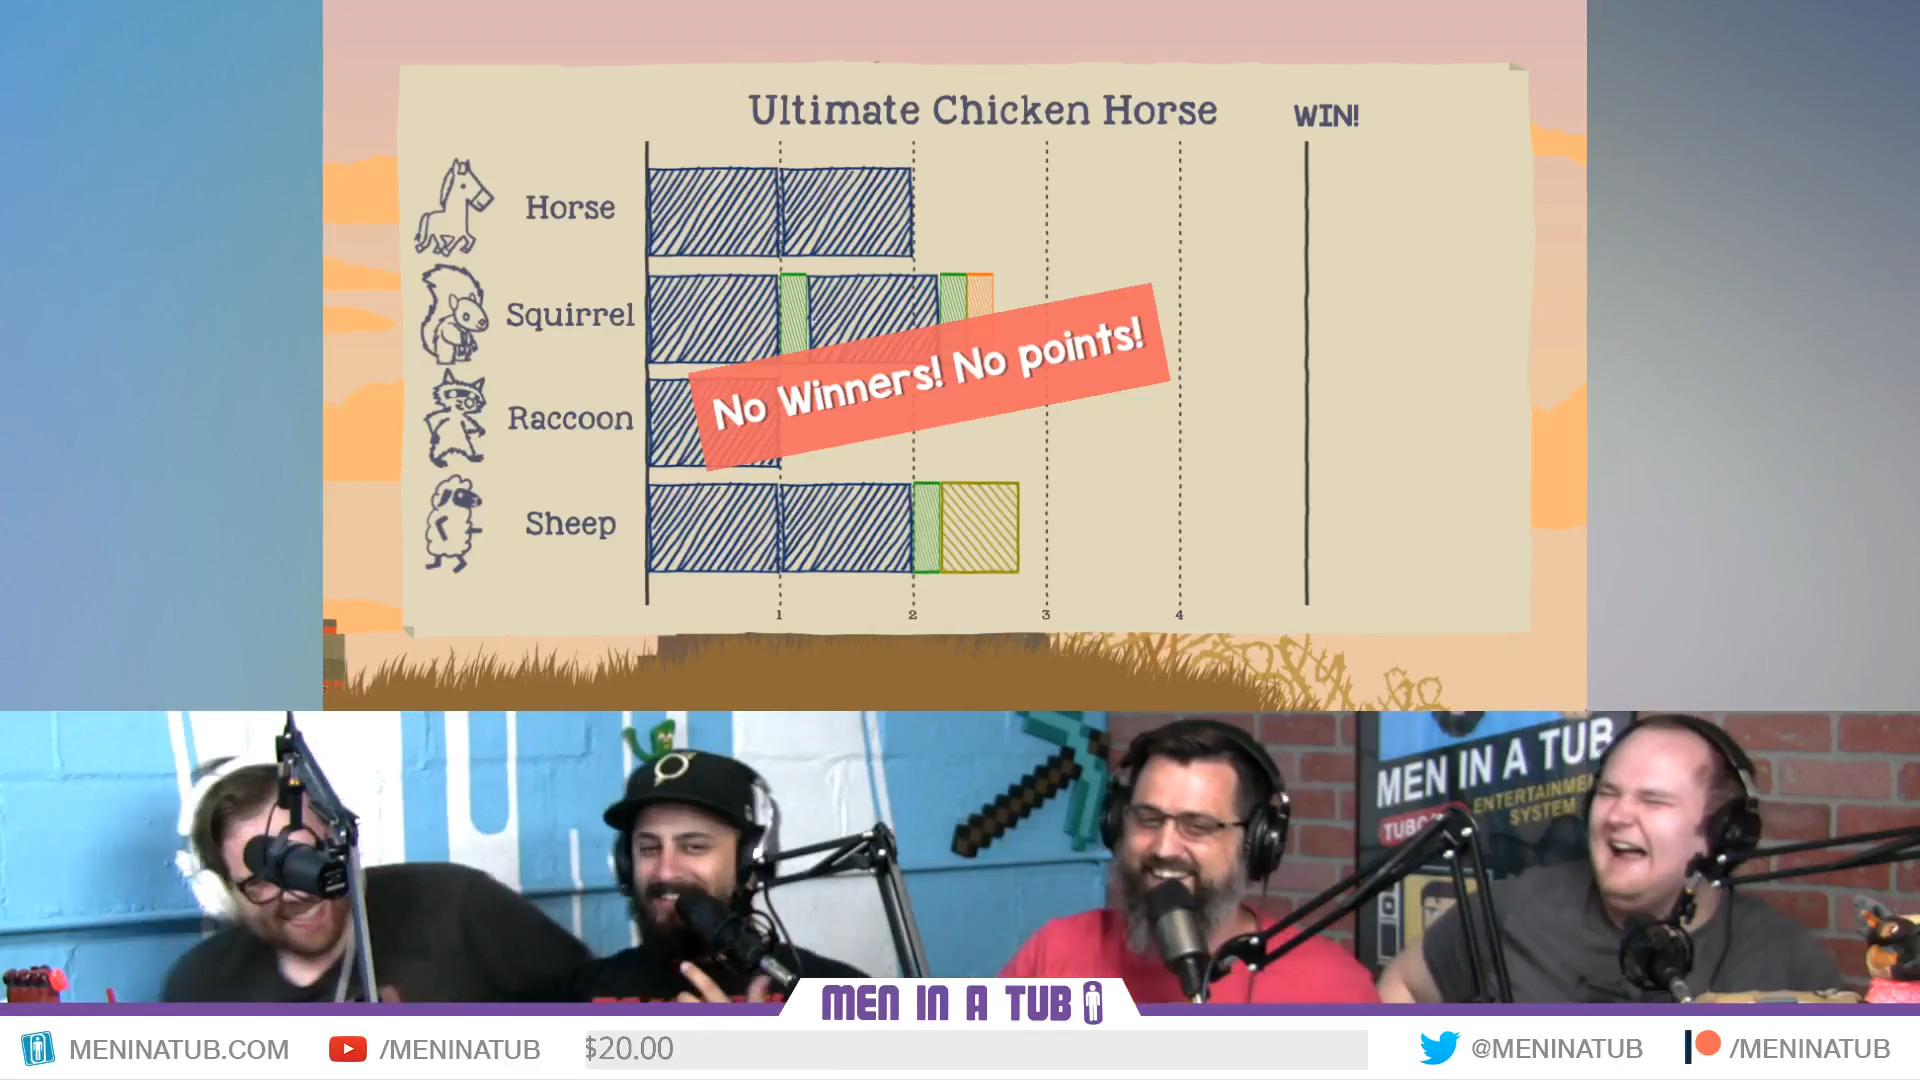 Ultimate Chicken Horse
WIN!
Horse
Squirrel
Raccoon
Sheep
No Winners! No points!
1 2 3 4
MEN IN A TUB
ENTERTAINMEN
SYSTEM
MEN IN A TUB
MENINATUB.COM
/MENINATUB
$20.00
@MENINATUB
/MENINATUB